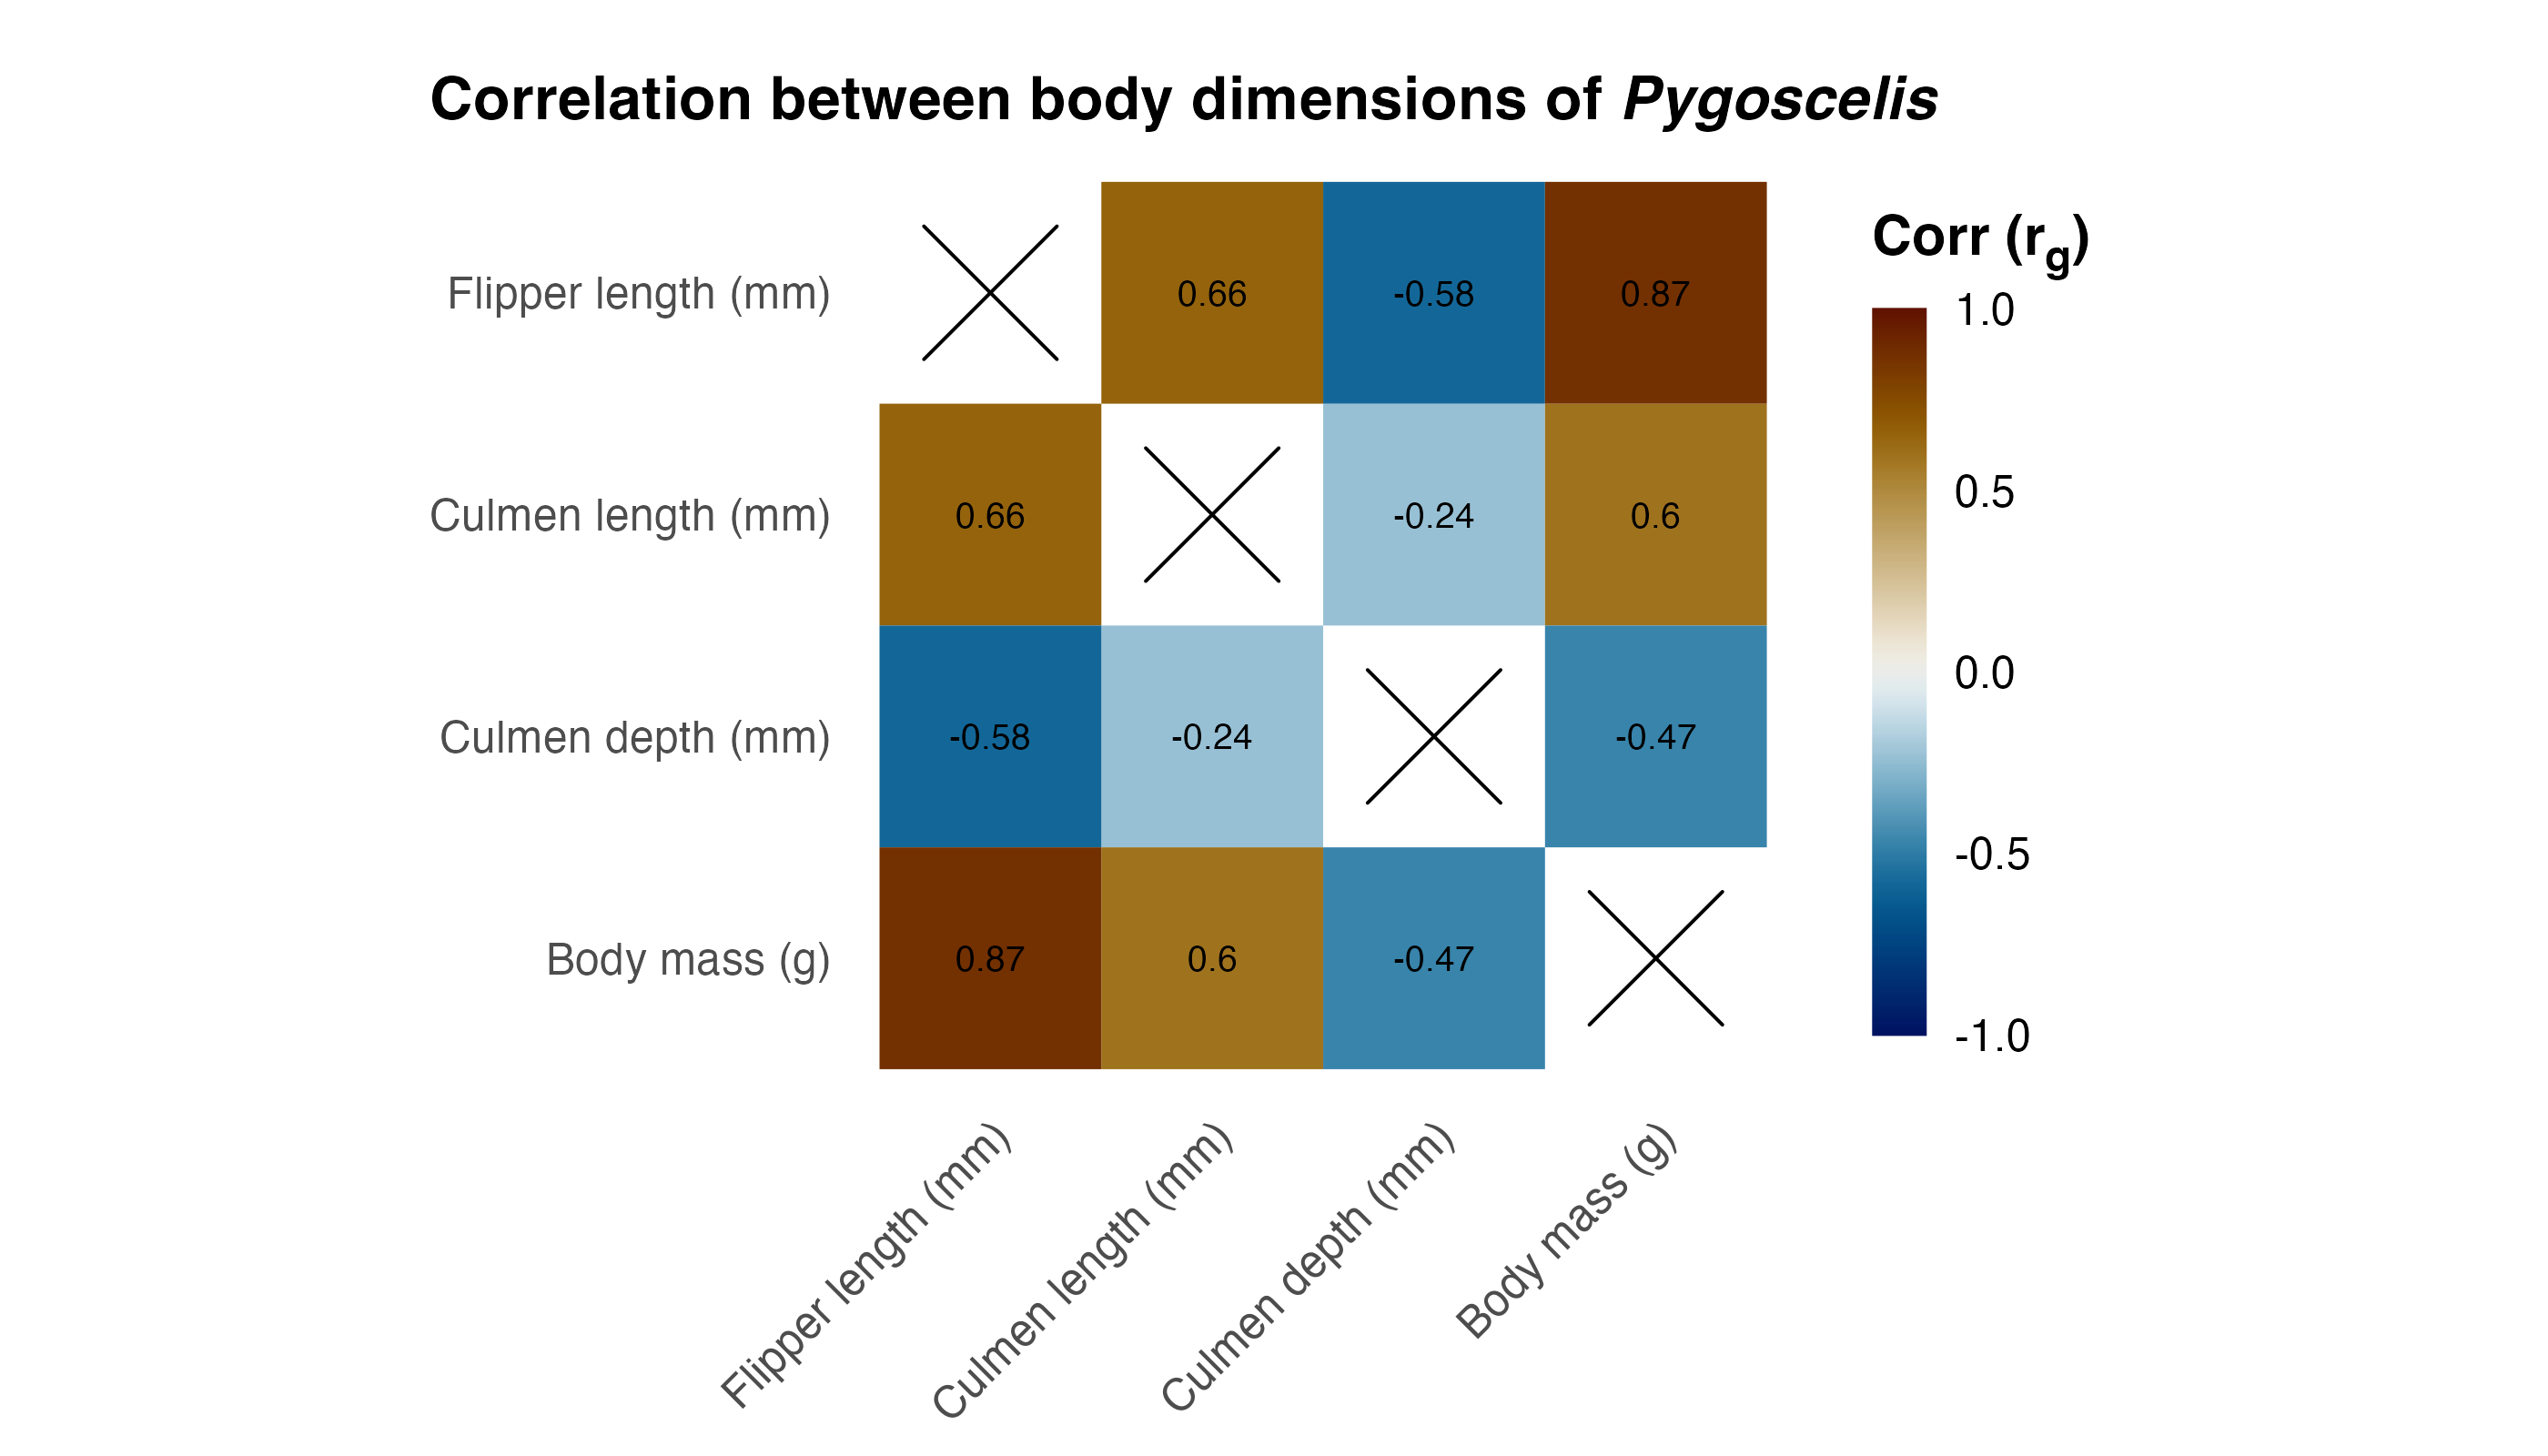 Correlation between body dimensions of Pygoscelis
Flipper length (mm) 0.66 -0.58 0.87
Culmen length (mm) 0.66 -0.24 0.6
Culmen depth (mm) -0.58 -0.24 -0.47
Body mass (g) 0.87 0.6 -0.47
Flipper length (mm)
Culmen length (mm)
Culmen depth (mm)
Body mass (g)
Corr (rg)
1.0
0.5
0.0
-0.5
-1.0